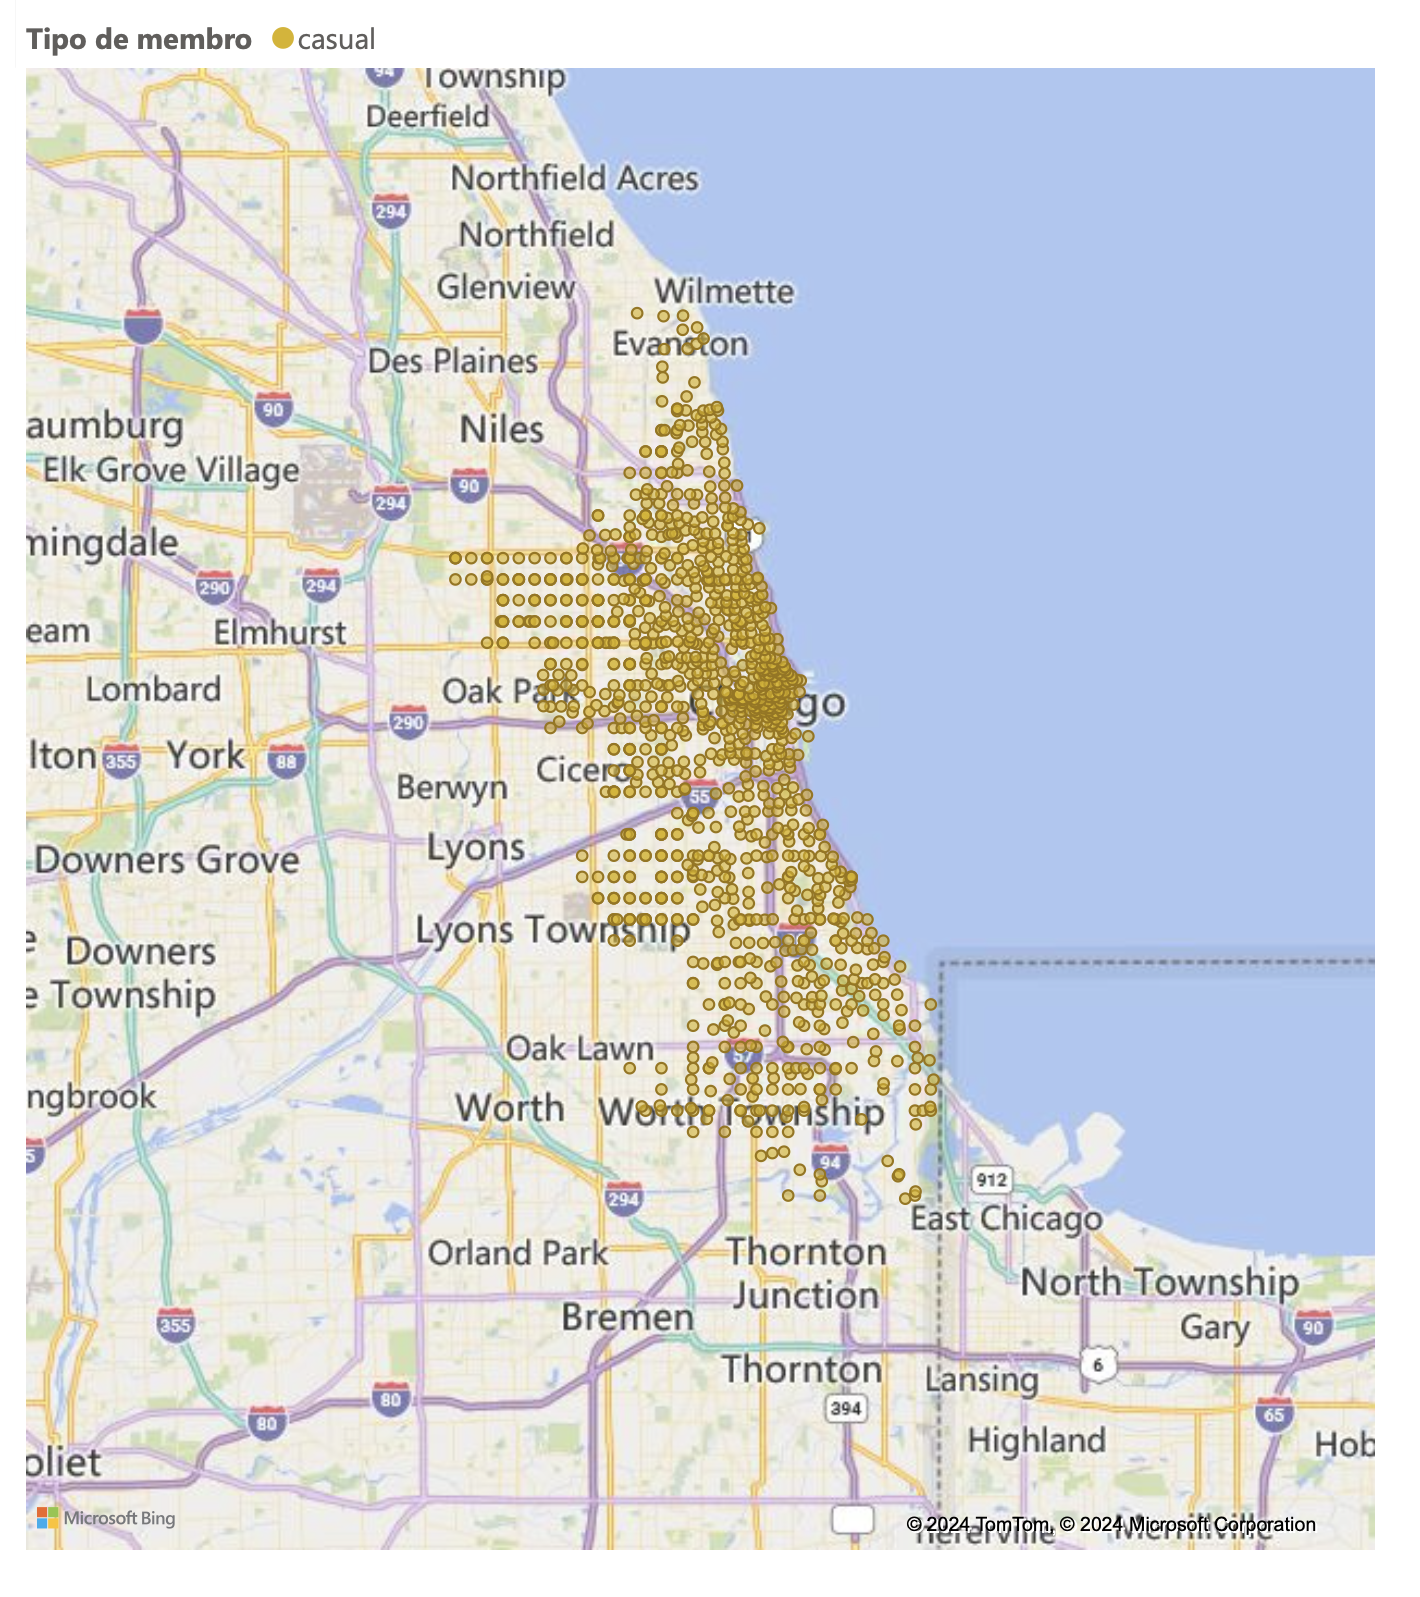 Tipo de membro casual
94
Township
Deerfield
Northfield Acres
294
Northfield
Glenview
Wilmette
Evanston
Des Plaines
90
aumburg
Niles
Elk Grove Village
90
294
mingdale
290
294
eam
Elmhurst
Lombard
Oak Park
290
lton
355
York
88
Cicero
Berwyn
55
Lyons
Downers Grove
Lyons Township
e Downers
e Township
Oak Lawn
57
ngbrook
Worth
Worth Township
5
94
912
294
East Chicago
Orland Park
Thornton
Junction
North Township
Bremen
355
Gary
90
Thornton
6
Lansing
80
80
394
65
Highland
Hob
oliet
Microsoft Bing
© 2024 TomTom, © 2024 Microsoft Corporation